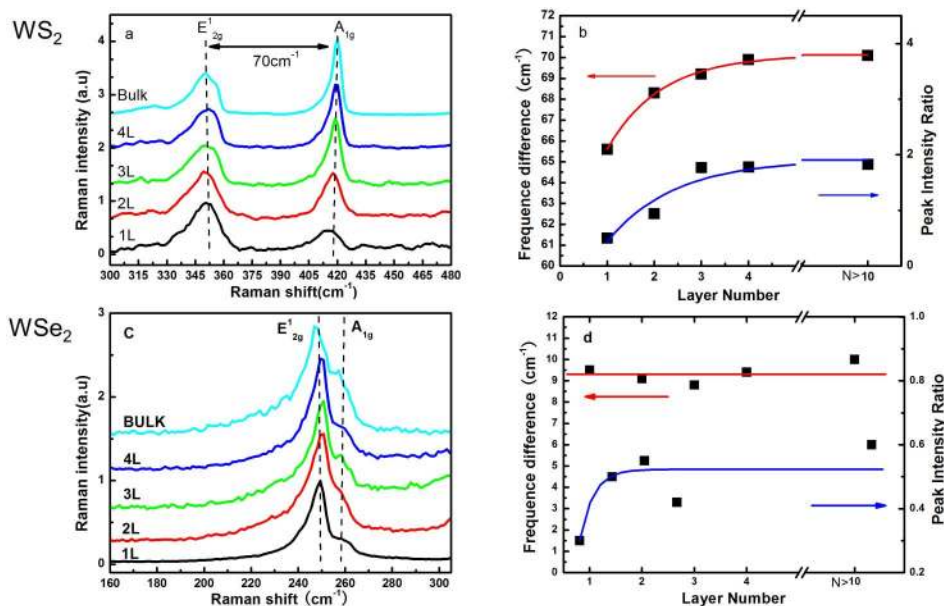 WS2
a
E12g
A1g
70cm-1
Bulk
4L
3L
2L
1L
Raman intensity (a.u)
4
3
2
1
0
300 315 330 345 360 375 390 405 420 435 450 465 480
Raman shift(cm-1)
b
Frequence difference (cm-1)
72
71
70
69
68
67
66
65
64
63
62
61
60
0 1 2 3 4 5 N>10
Layer Number
Peak Intensity Ratio
4
2
0
WSe2
C
E12g
A1g
BULK
4L
3L
2L
1L
Raman intensity(a.u)
3
2
1
0
160 200 240 260 300
Raman shift (cm-1)
d
Frequence difference (cm-1)
12
11
10
9
8
7
6
5
4
3
2
1
0
1 2 3 4 N>10
Layer Number
Peak Intensity Ratio
1.0
0.8
0.6
0.4
0.2